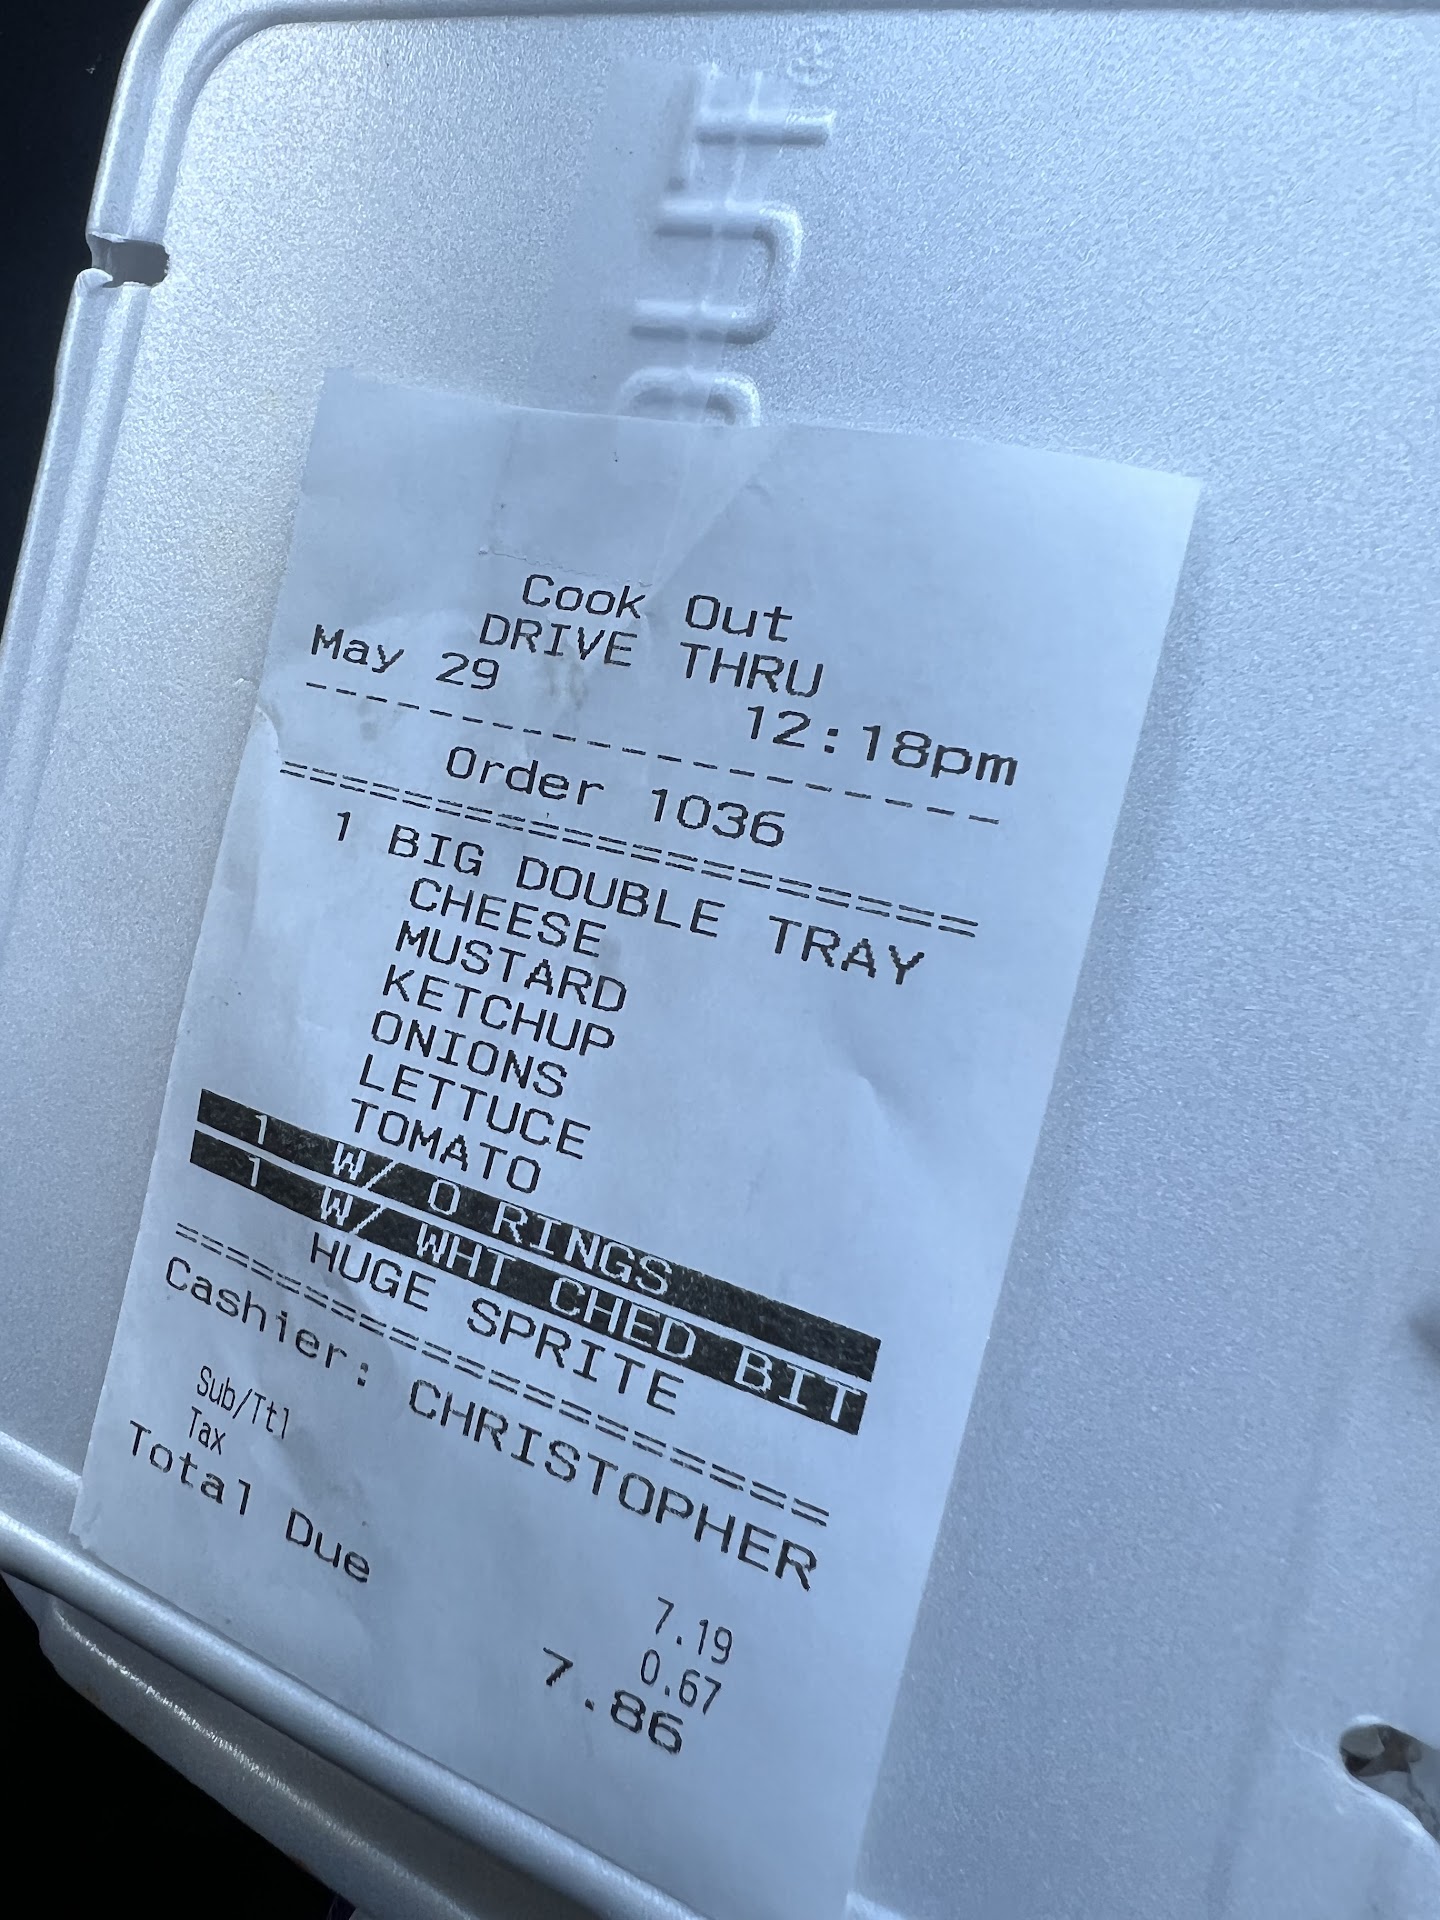 OUT
Cook Out
DRIVE THRU
May 29 12:18pm
--------------------
Order 1036
======================
1 BIG DOUBLE TRAY
CHEESE
MUSTARD
KETCHUP
ONIONS
LETTUCE
TOMATO
1 W/ O RINGS
1 W/ WHT CHED BIT
HUGE SPRITE
======================
Cashier: CHRISTOPHER
Sub/Ttl 7.19
Tax 0.67
Total Due 7.86